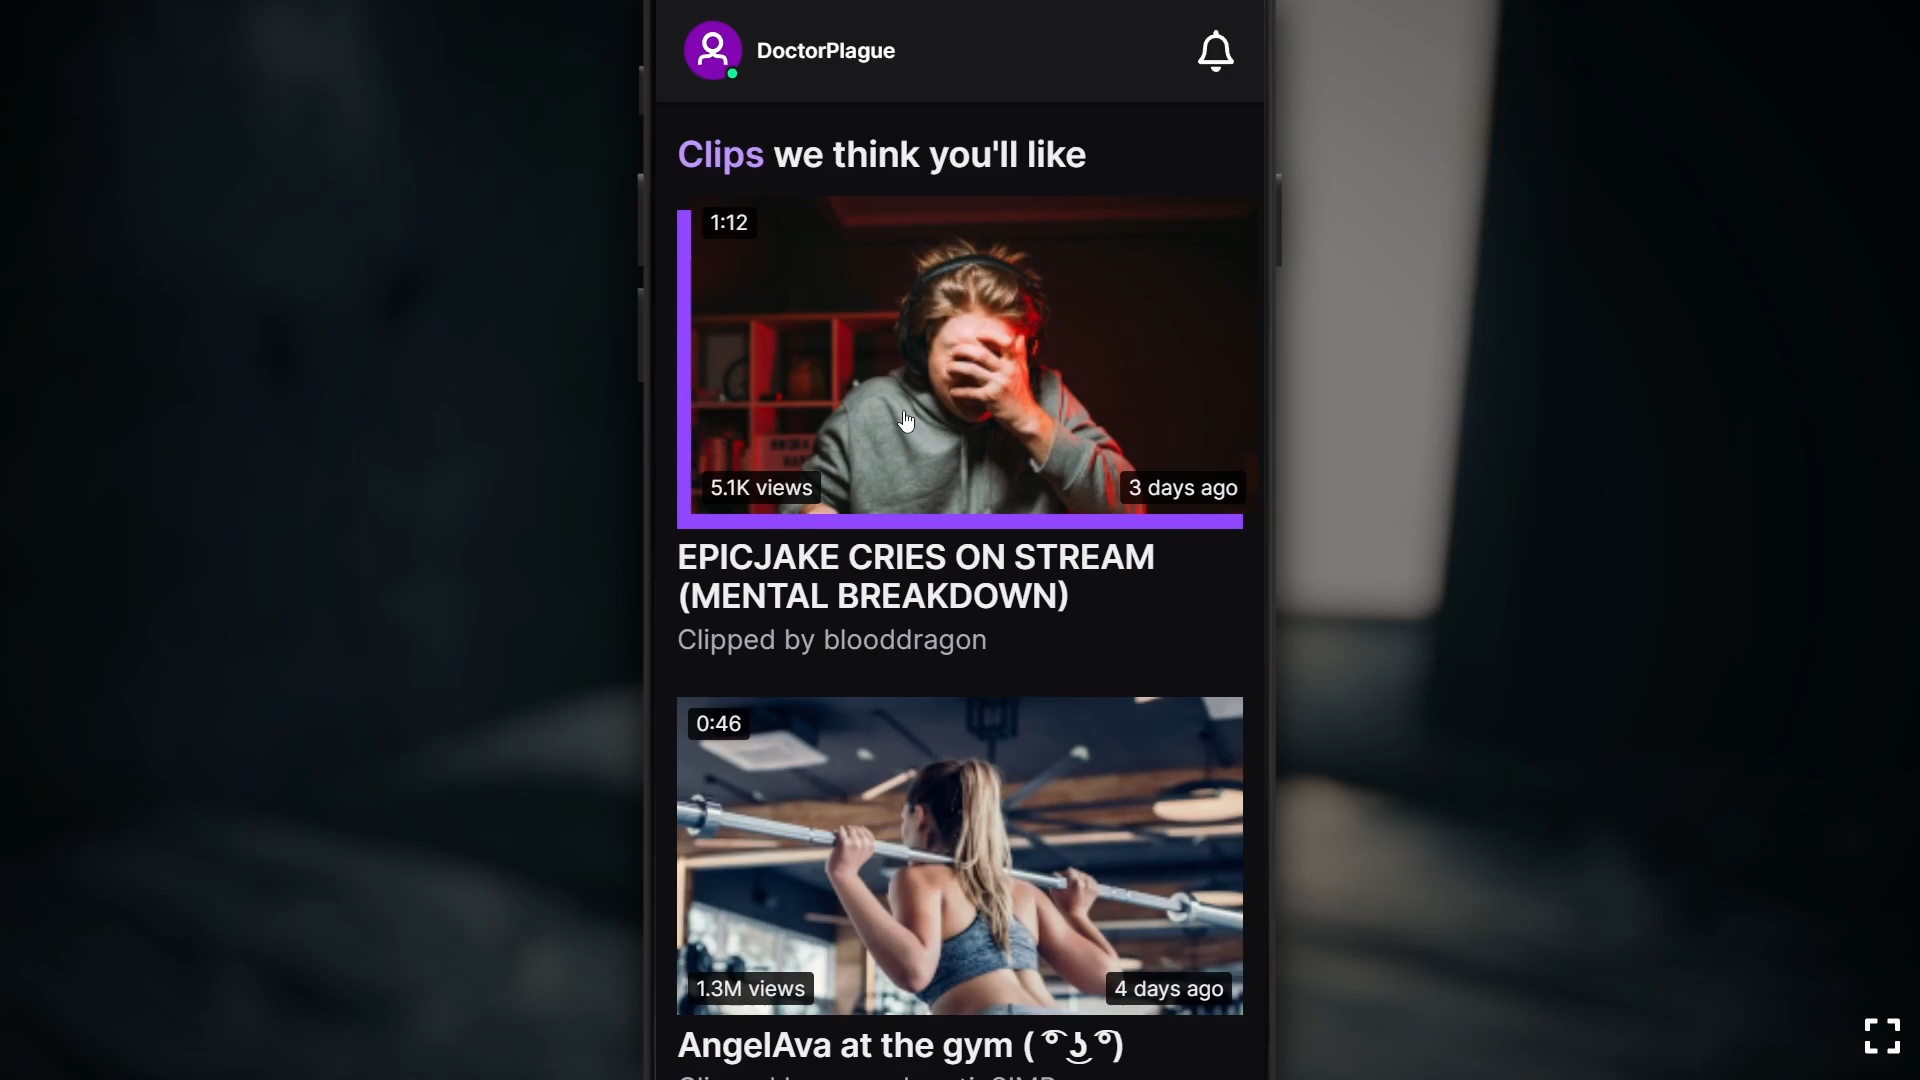 DoctorPlague
Clips we think you'll like
1:12
5.1K views
3 days ago
EPICJAKE CRIES ON STREAM
(MENTAL BREAKDOWN)
Clipped by blooddragon
0:46
1.3M views
4 days ago
AngelAva at the gym ( ͡° ͜ʖ ͡°)